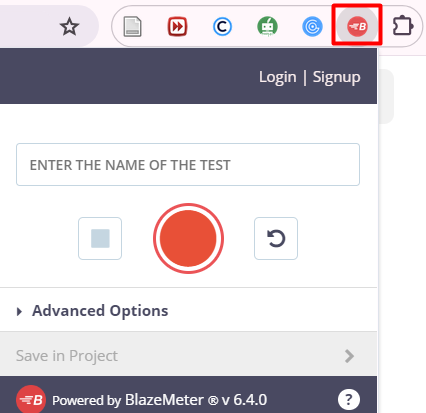 Login | Signup
ENTER THE NAME OF THE TEST
Advanced Options
Save in Project
B Powered by BlazeMeter ® v 6.4.0 ?